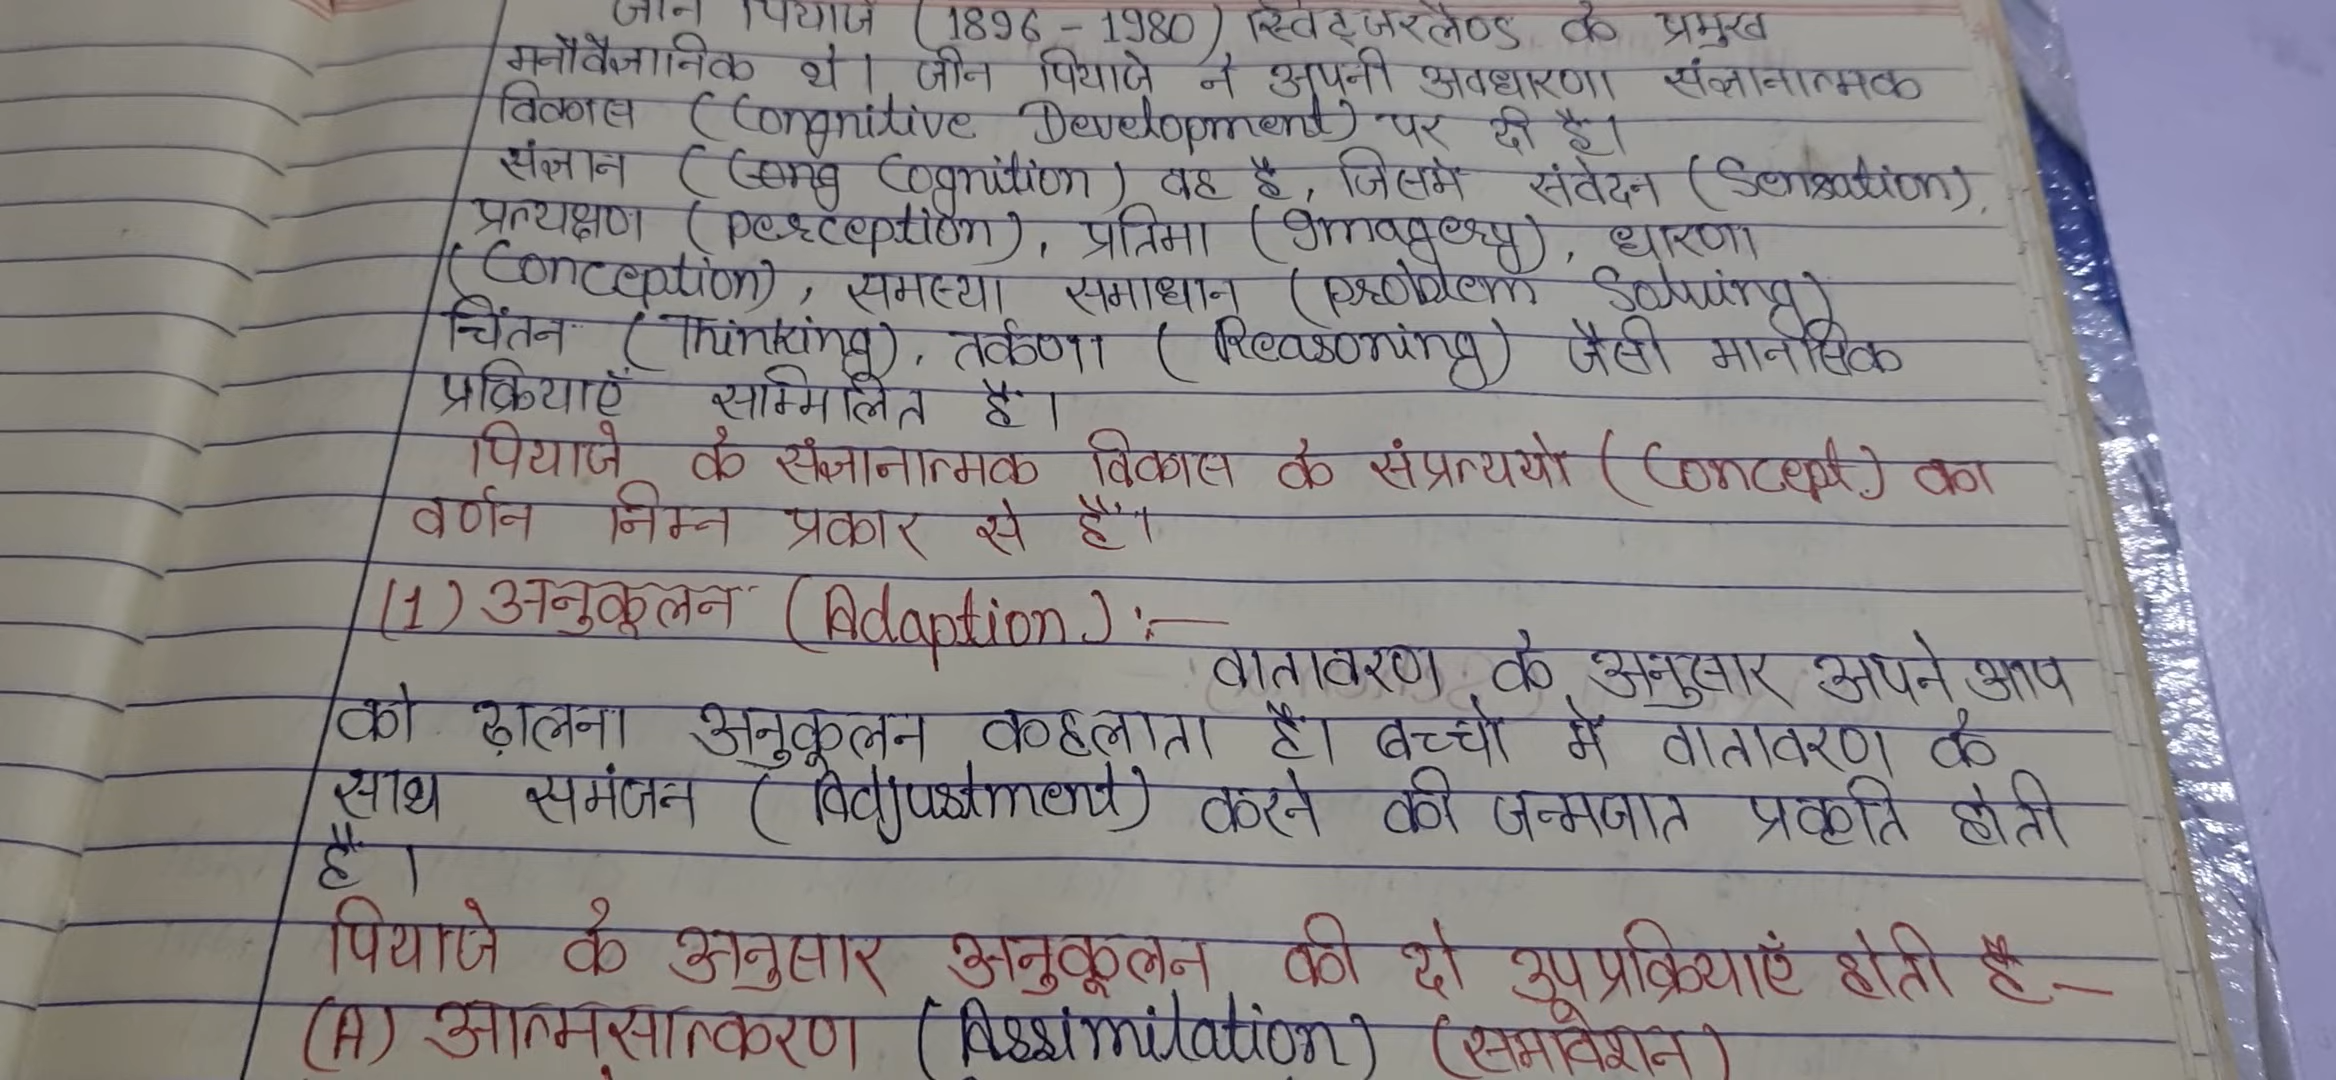 जीन पियाजे (1896 - 1980) स्विट्जरलैण्ड के प्रमुख
मनोवैज्ञानिक थे। जीन पियाजे ने अपनी अवधारणा संज्ञानात्मक
विकास (Congnitive Development) पर दी है।
संज्ञान (Cong Cognition) वह है, जिसमें संवेदन (Sensation),
प्रत्यक्षण (perception), प्रतिमा (Imagery), धारणा
(Conception), समस्या समाधान (problem Solving)
चिंतन (Thinking), तर्कणा (Reasoning) जैसी मानसिक
प्रक्रियाएँ सम्मिलित है।
पियाजे के संज्ञानात्मक विकास के संप्रत्ययो (Concept) का
वर्णन निम्न प्रकार से हैं।
(1) अनुकूलन (Adaption) :-
वातावरण के अनुसार अपने आप
को ढ़ालना अनुकूलन कहलाता है। बच्चो में वातावरण के
साथ समंजन (Adjustment) करने की जन्मजात प्रकृति होती
है ।
पियाजे के अनुसार अनुकूलन की दो उपप्रक्रियाएं होती है -
(A) आत्मसात्करण (Assimilation) (समावेशन)